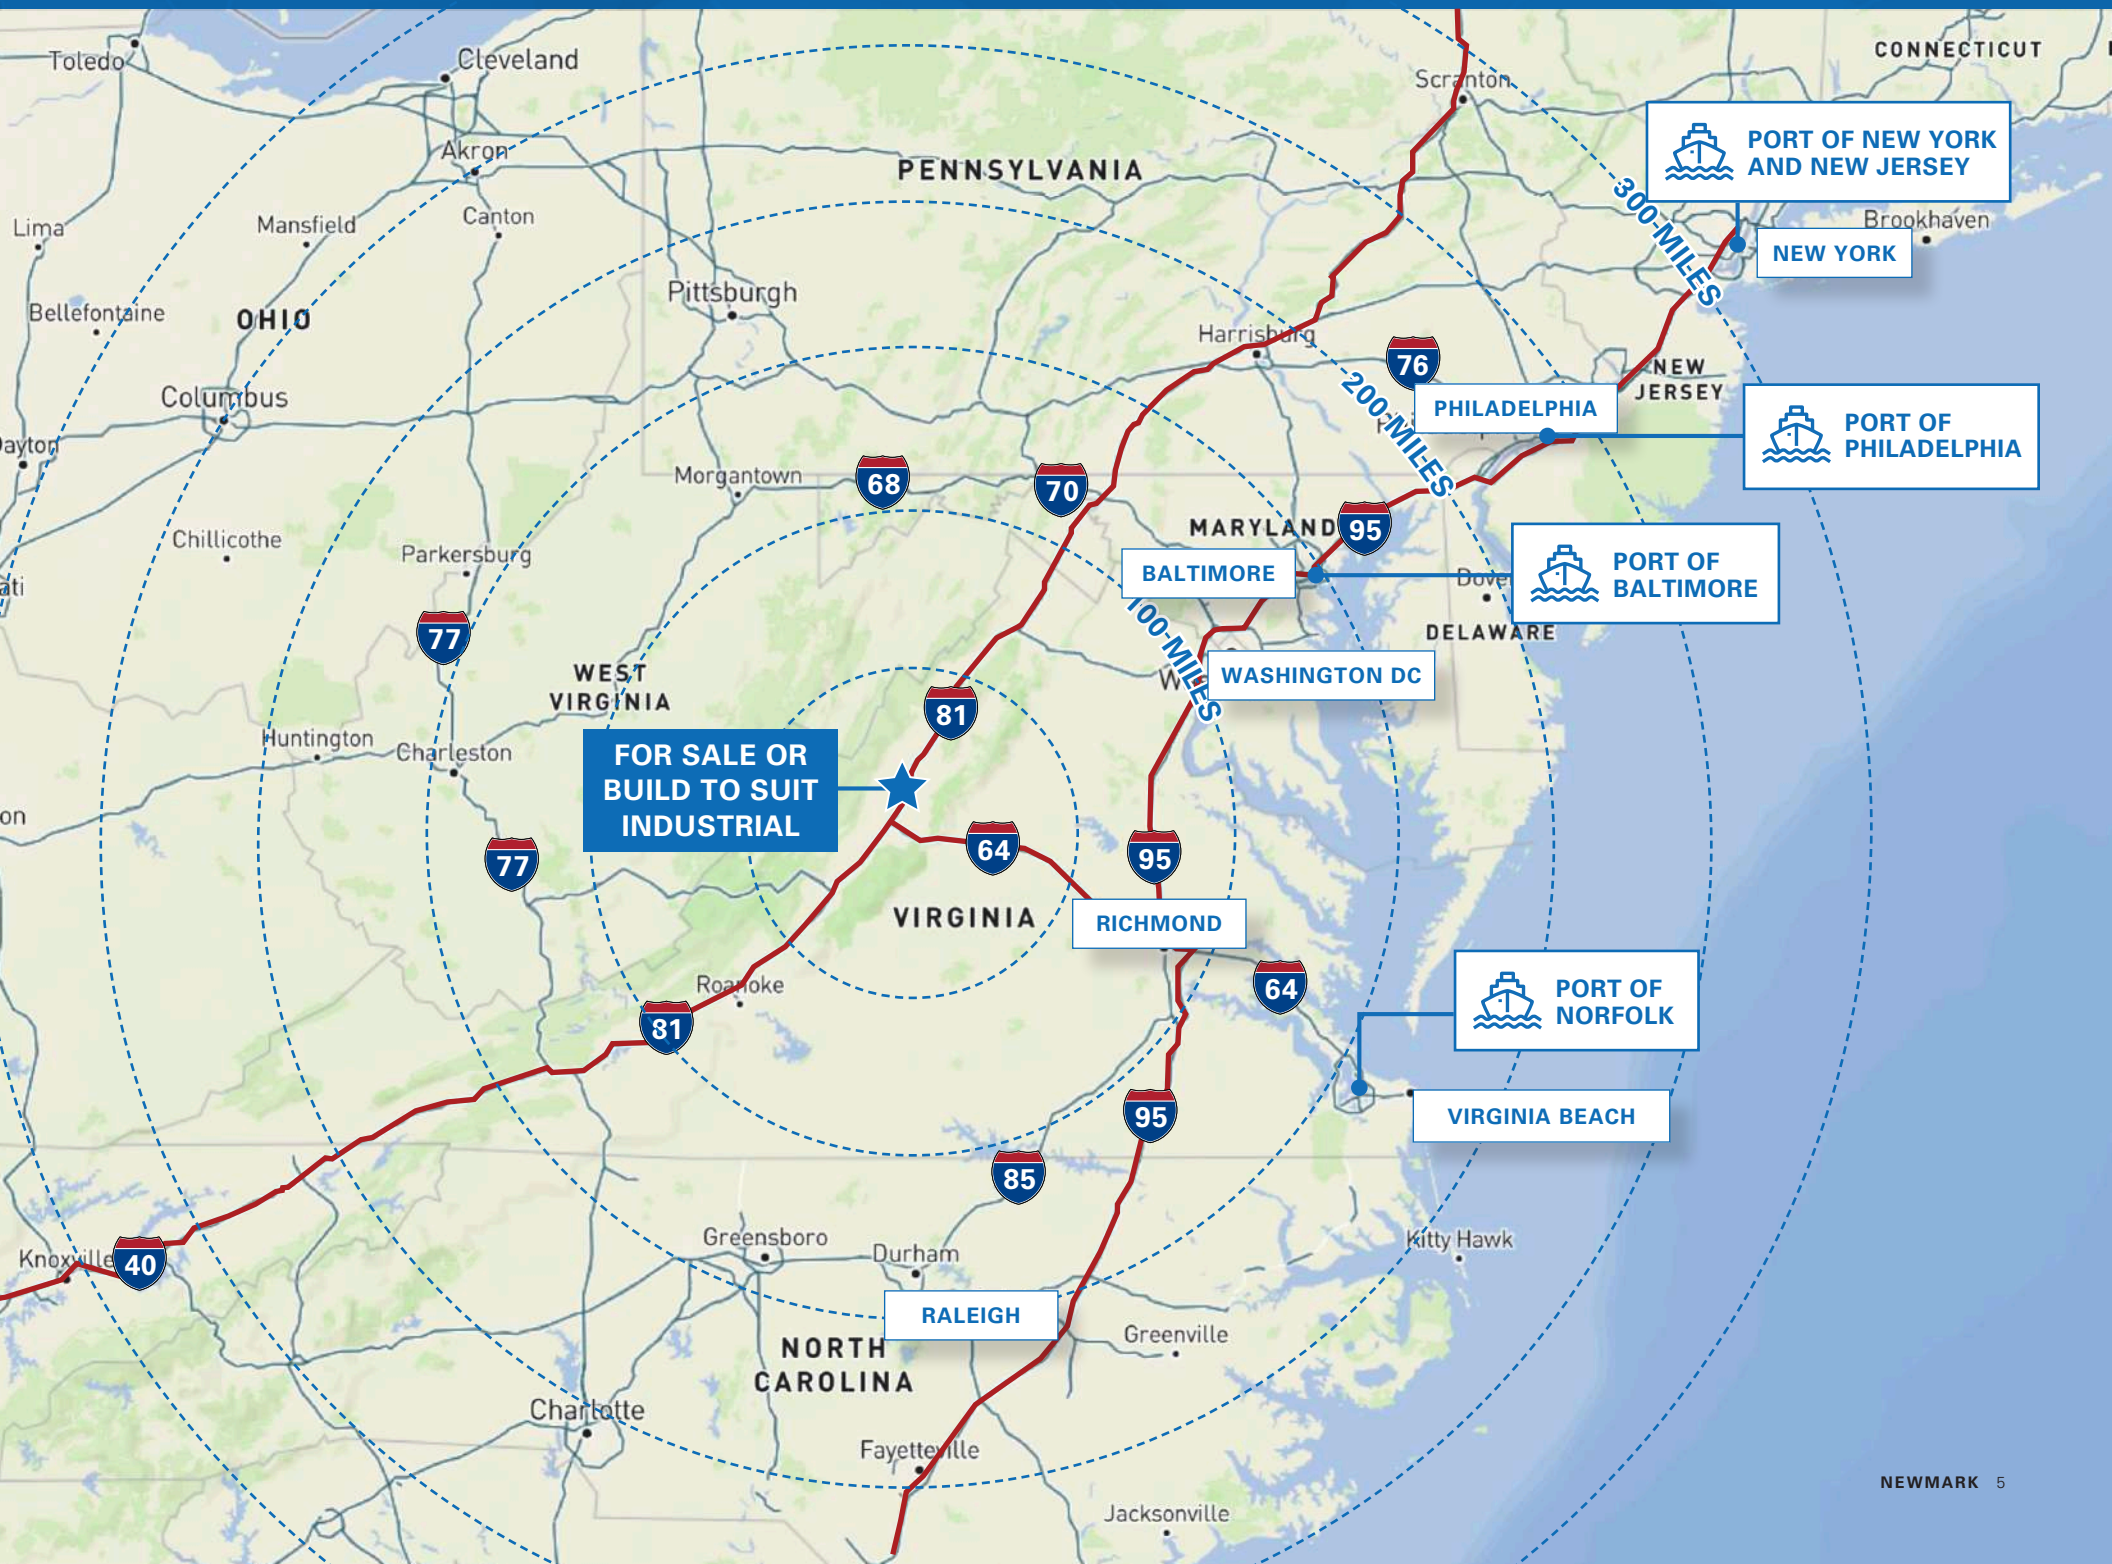 Toledo
Cleveland
Scranton
CONNECTICUT
Akron
PENNSYLVANIA
PORT OF NEW YORK
AND NEW JERSEY
300-MILES
Lima
Mansfield
Canton
Brookhaven
NEW YORK
Bellefontaine
OHIO
Pittsburgh
Harrisburg
76
NEW
JERSEY
Columbus
200-MILES
PHILADELPHIA
PORT OF
PHILADELPHIA
ayton
Morgantown
68
70
MARYLAND
95
Chillicothe
Parkersburg
BALTIMORE
PORT OF
BALTIMORE
ati
Dove
100-MILES
77
DELAWARE
WEST
VIRGINIA
W
WASHINGTON DC
81
Huntington
Charleston
FOR SALE OR
BUILD TO SUIT
INDUSTRIAL
on
77
64
95
VIRGINIA
RICHMOND
Roanoke
64
PORT OF
NORFOLK
81
95
VIRGINIA BEACH
85
Knoxville
40
Greensboro
Durham
Kitty Hawk
RALEIGH
NORTH
CAROLINA
Greenville
Charlotte
Fayetteville
Jacksonville
NEWMARK 5